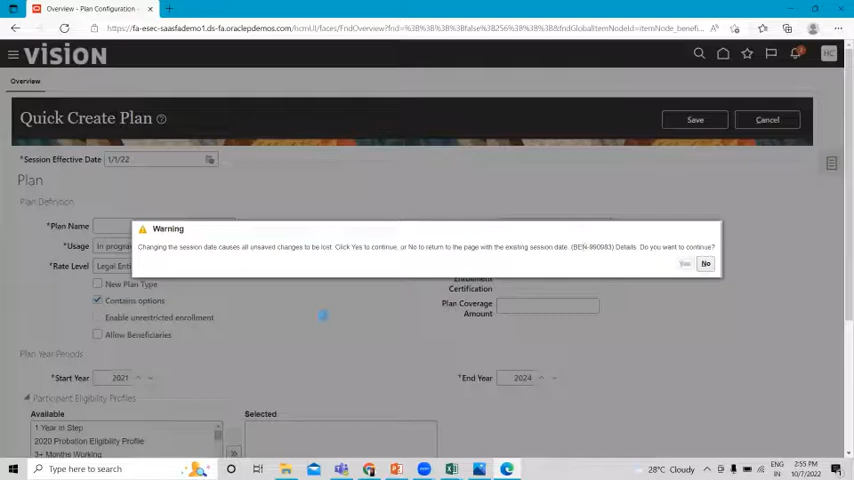 Overview - Plan Configuration -
https://fa-esec-saasfademo1.ds-fa.oraclepdemos.com/hcmUI/faces/FndOverview?fnd=%3B%3B%3B%3Bfalse%3B256%3B%3B%3B&fndGlobalItemNodeId=itemNode_benefi...
VISION
HC
Overview
Quick Create Plan
Save
Cancel
*Session Effective Date 1/1/22
Plan
Plan Definition
*Plan Name
Warning
Changing the session date causes all unsaved changes to be lost. Click Yes to continue, or No to return to the page with the existing session date. (BEN-990983) Details. Do you want to continue?
Yes No
*Usage In program
*Rate Level Legal Enti
Certification
New Plan Type
Contains options
Enable unrestricted enrollment
Allow Beneficiaries
Plan Coverage
Amount
Plan Year Periods
*Start Year 2021
*End Year 2024
Participant Eligibility Profiles
Available
Selected
1 Year in Step
2020 Probation Eligibility Profile
3+ Months Working
Type here to search
28°C Cloudy
ENG
IN
2:55 PM
10/7/2022